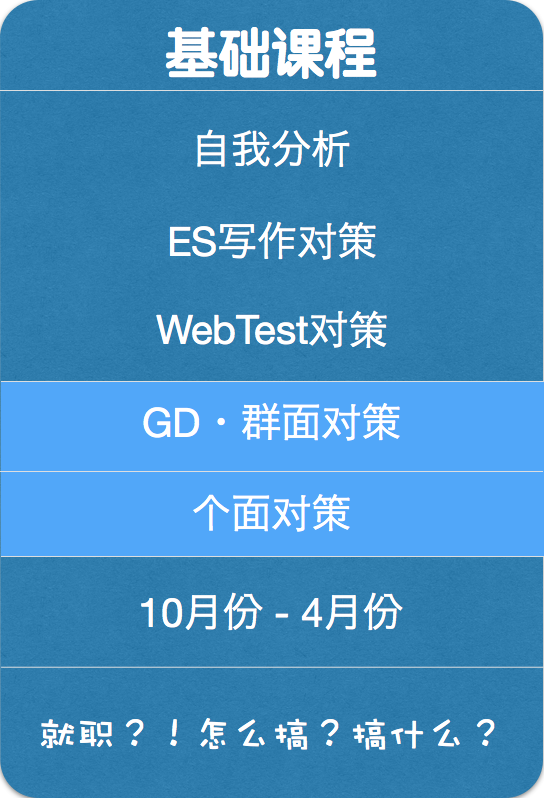 基础课程
自我分析
ES写作对策
WebTest对策
GD・群面对策
个面对策
10月份 - 4月份
就职？！怎么搞？搞什么？